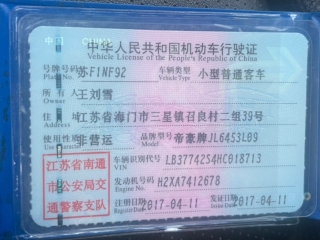 中华人民共和国机动车行驶证
Vehicle License of the People's Republic of China
号牌号码 苏F1NF92 车辆类型 小型普通客车
Plate No. Vehicle Type
所有人 王刘雪
Owner
住址 江苏省海门市三星镇召良村二组39号
使用性质 非营运 品牌型号 帝豪牌JL6453L09
江苏省南通
市公安局交
通警察支队
车辆识别代号 LB37742S4HC018713
VIN
发动机号码 H2XA7412678
Engine No.
注册日期 2017-04-11 发证日期 2017-04-11
Register Date Issue Date